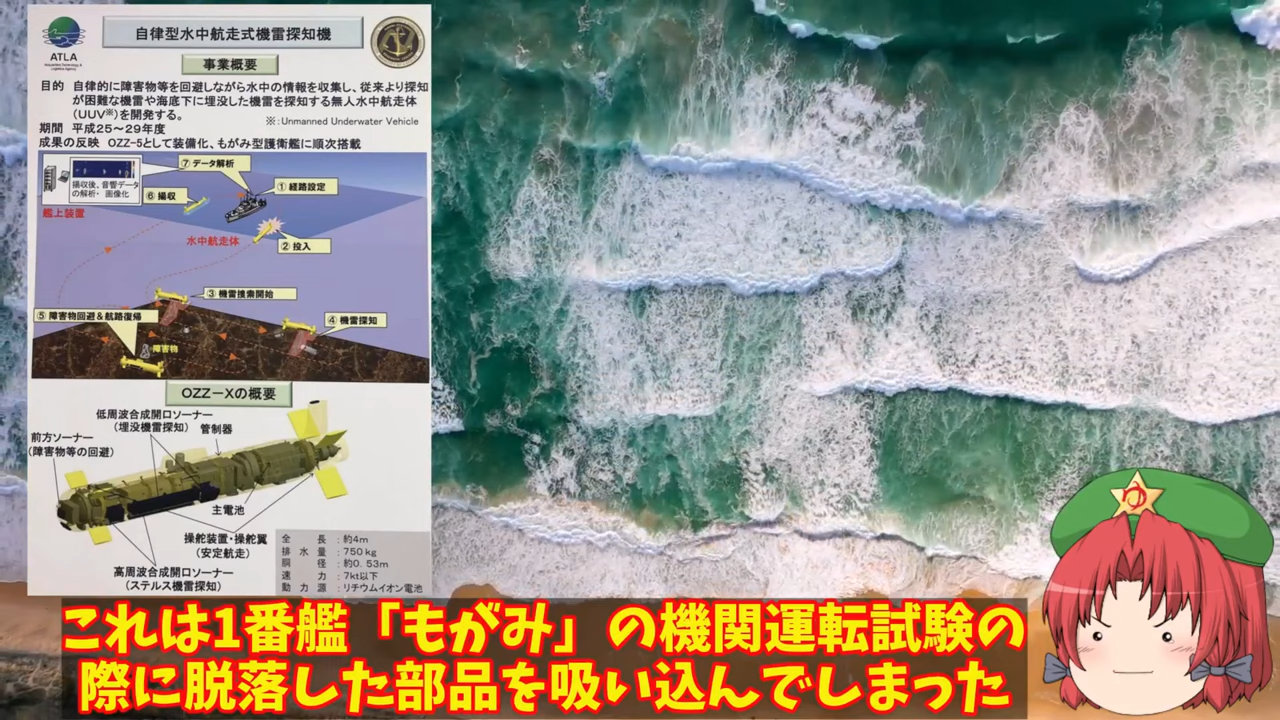 自律型水中航走式機雷探知機
ATLA
事業概要
目的 自律的に障害物等を回避しながら水中の情報を収集し、従来より探知
が困難な機雷や海底下に埋没した機雷を探知する無人水中航走体
(UUV※)を開発する。
※:Unmanned Underwater Vehicle
期間 平成25～29年度
成果の反映 OZZ-5として装備化、もがみ型護衛艦に順次搭載
⑦データ解析
揚収後、音響データ
の解析・画像化
①経路設定
⑥揚収
艦上装置
水中航走体
②投入
③機雷捜索開始
⑤障害物回避&航路復帰
④機雷探知
障害物
OZZ-Xの概要
低周波合成開口ソーナー
(埋没機雷探知)
管制器
前方ソーナー
(障害物等の回避)
主電池
操舵装置・操舵翼
(安定航走)
高周波合成開口ソーナー
(ステルス機雷探知)
全長:約4m
排水量:750kg
胴径:約0.53m
速力:7kt以下
動力源:リチウムイオン電池
これは1番艦「もがみ」の機関運転試験の
際に脱落した部品を吸い込んでしまった